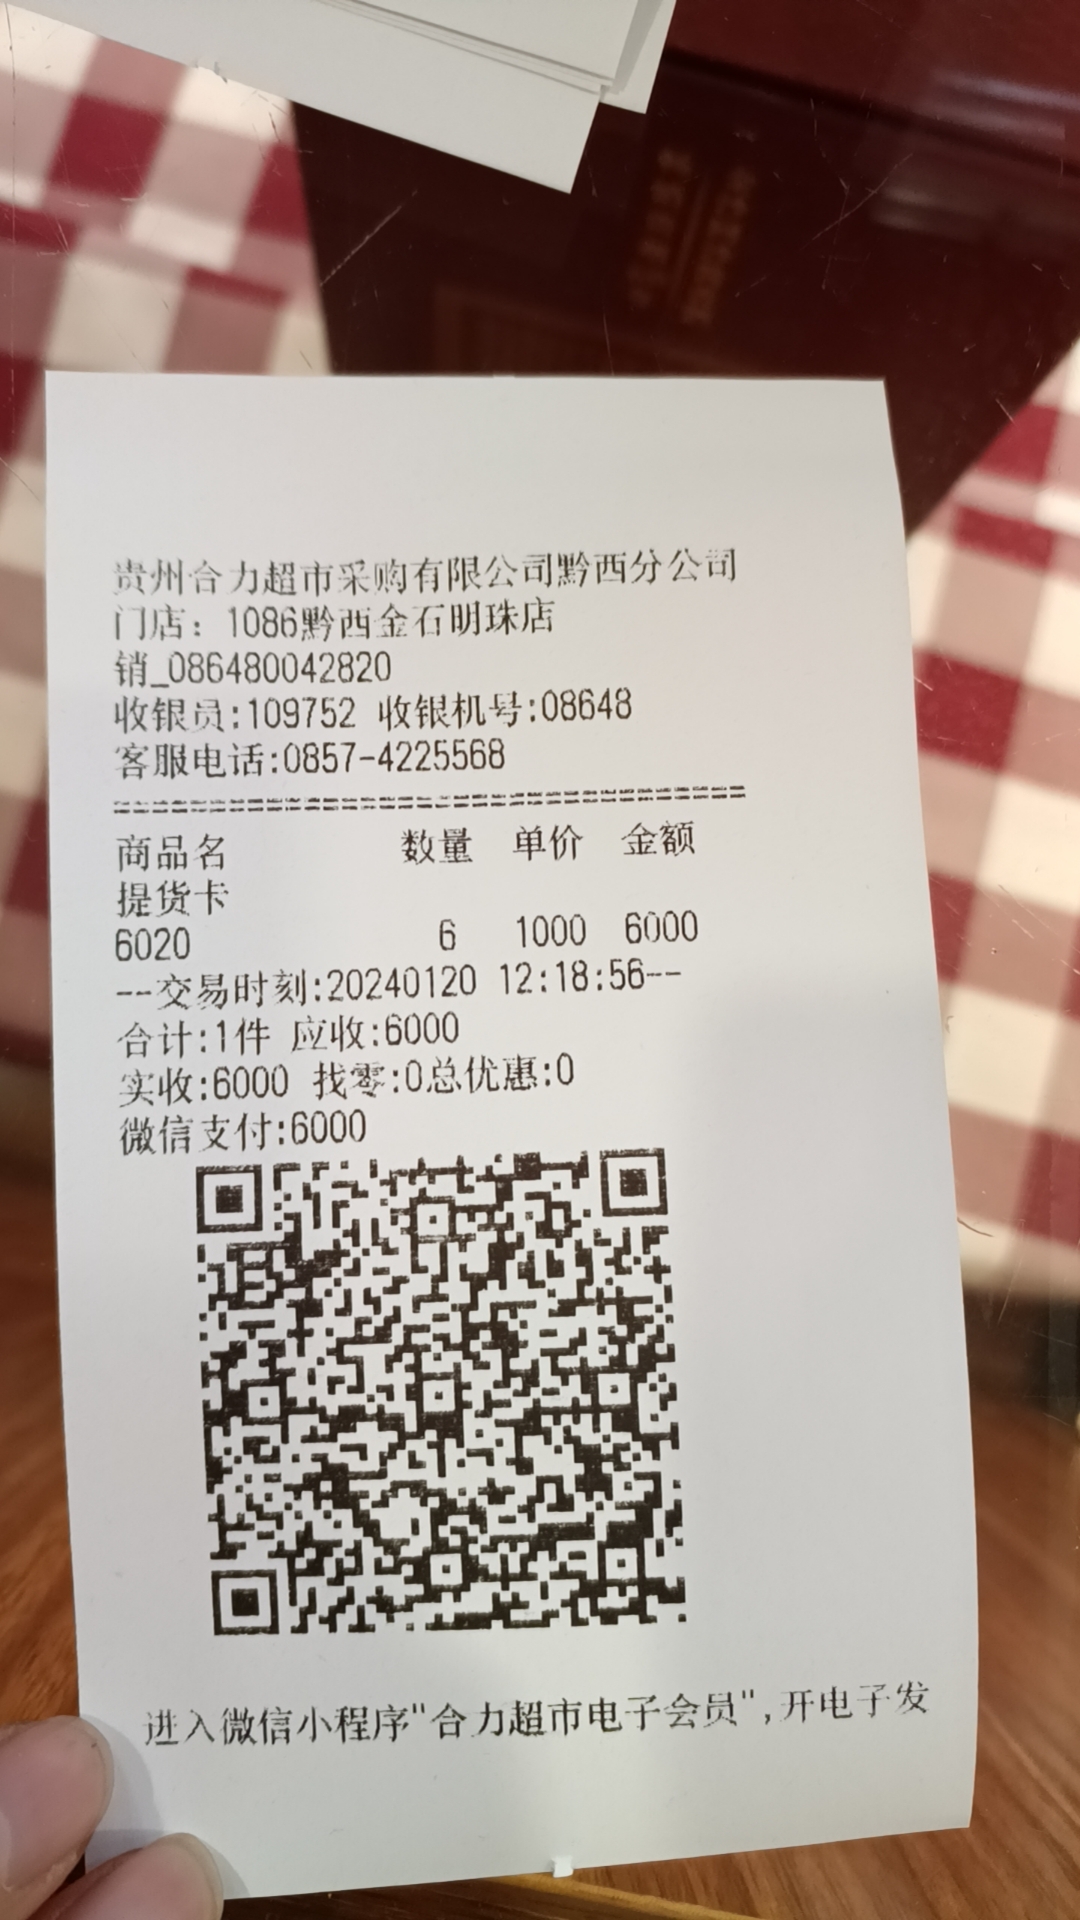 贵州合力超市采购有限公司黔西分公司
门店：1086黔西金石明珠店
销_086480042820
收银员:109752 收银机号:08648
客服电话:0857-4225568
商品名 数量 单价 金额
提货卡
6020 6 1000 6000
--交易时刻:20240120 12:18:56--
合计:1件 应收:6000
实收:6000 找零:0总优惠:0
微信支付:6000
进入微信小程序"合力超市电子会员",开电子发